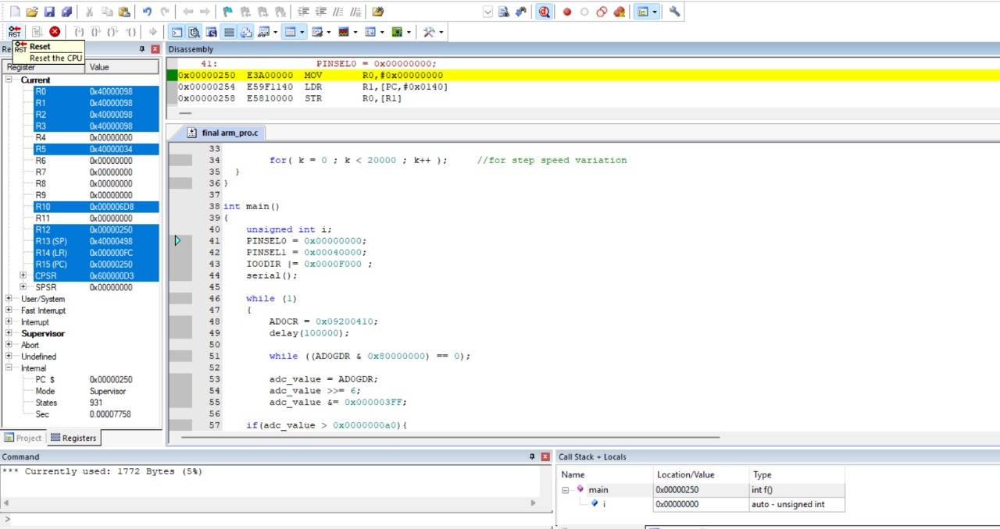 RST
RST Reset
Reset the CPU
Re
Register Value
Current
R0 0x40000098
R1 0x40000098
R2 0x40000098
R3 0x40000098
R4 0x00000000
R5 0x40000034
R6 0x00000000
R7 0x00000000
R8 0x00000000
R9 0x00000000
R10 0x000006D8
R11 0x00000000
R12 0x00000250
R13 (SP) 0x40000498
R14 (LR) 0x000000FC
R15 (PC) 0x00000250
CPSR 0x600000D3
SPSR 0x00000000
User/System
Fast Interrupt
Interrupt
Supervisor
Abort
Undefined
Internal
PC $ 0x00000250
Mode Supervisor
States 931
Sec 0.00007758
Project Registers
Disassembly
41: PINSEL0 = 0x00000000;
0x00000250 E3A00000 MOV R0,#0x00000000
0x00000254 E59F1140 LDR R1,[PC,#0x0140]
0x00000258 E5810000 STR R0,[R1]
final arm_pro.c
33
34 for( k = 0 ; k < 20000 ; k++ ); //for step speed variation
35 }
36 }
37
38 int main()
39 {
40 unsigned int i;
41 PINSEL0 = 0x00000000;
42 PINSEL1 = 0x00040000;
43 IO0DIR |= 0x0000F000 ;
44 serial();
45
46 while (1)
47 {
48 AD0CR = 0x09200410;
49 delay(100000);
50
51 while ((AD0GDR & 0x80000000) == 0);
52
53 adc_value = AD0GDR;
54 adc_value >>= 6;
55 adc_value &= 0x000003FF;
56
57 if(adc_value > 0x0000000a0){
Command
*** Currently used: 1772 Bytes (5%)
>
Call Stack + Locals
Name Location/Value Type
main 0x00000250 int f()
i 0x00000000 auto - unsigned int